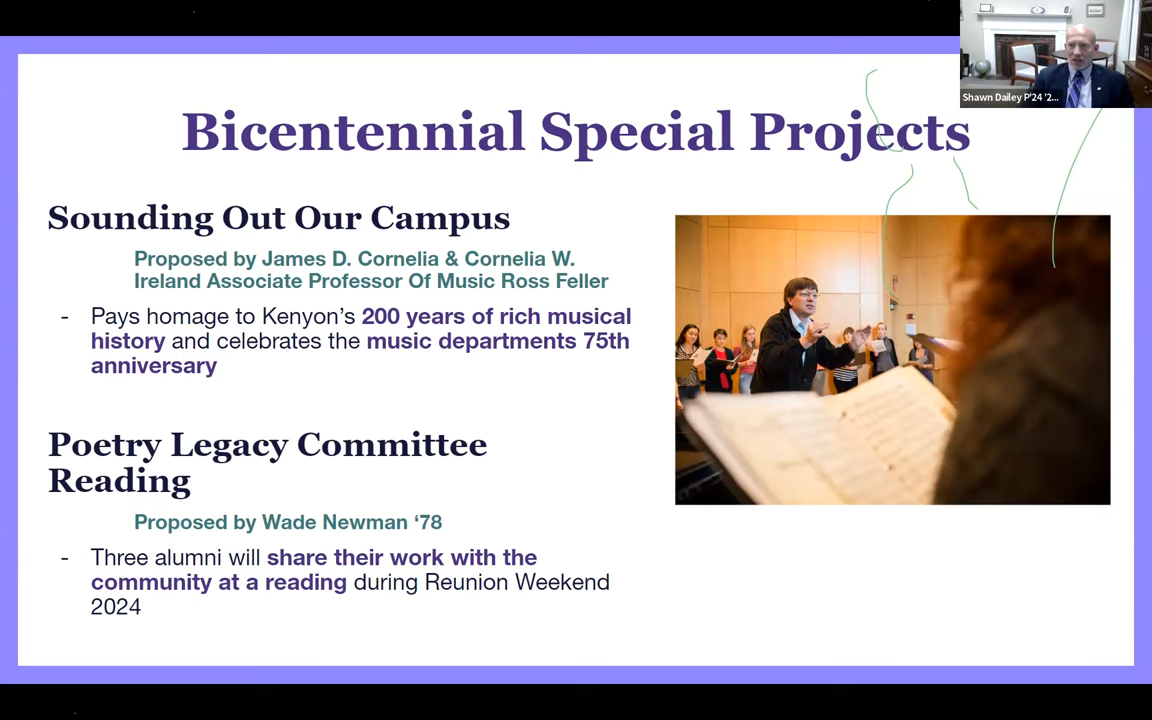 Shawn Dailey P'24 '2...
Bicentennial Special Projects
Sounding Out Our Campus
Proposed by James D. Cornelia & Cornelia W.
Ireland Associate Professor Of Music Ross Feller
- Pays homage to Kenyon's 200 years of rich musical
history and celebrates the music departments 75th
anniversary
Poetry Legacy Committee
Reading
Proposed by Wade Newman ‘78
- Three alumni will share their work with the
community at a reading during Reunion Weekend
2024